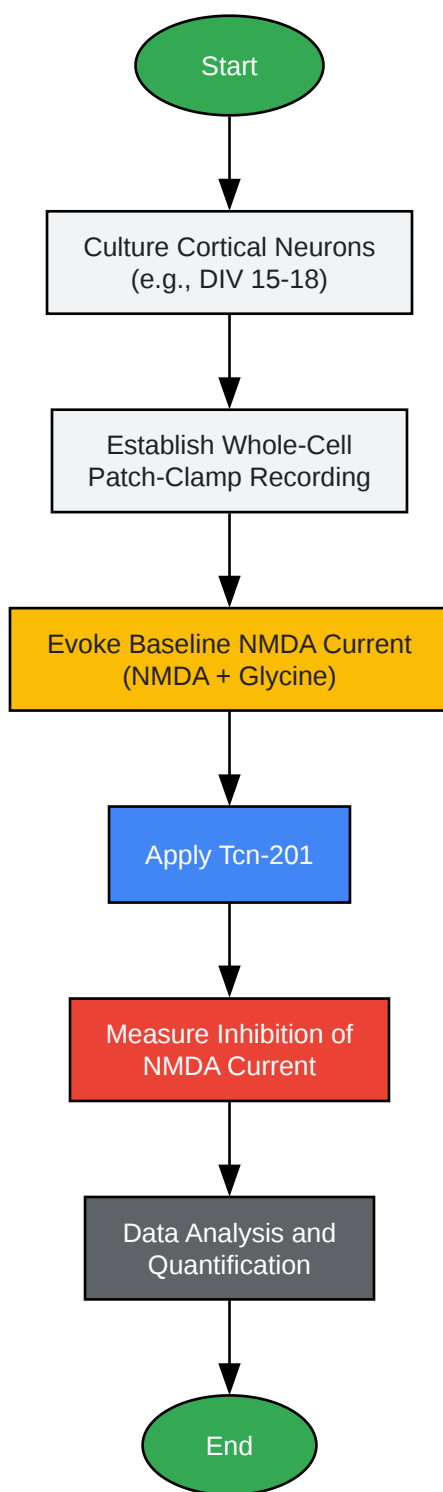 Start
Culture Cortical Neurons
(e.g., DIV 15-18)
Establish Whole-Cell
Patch-Clamp Recording
Evoke Baseline NMDA Current
(NMDA + Glycine)
Apply Tcn-201
Measure Inhibition of
NMDA Current
Data Analysis and
Quantification
End